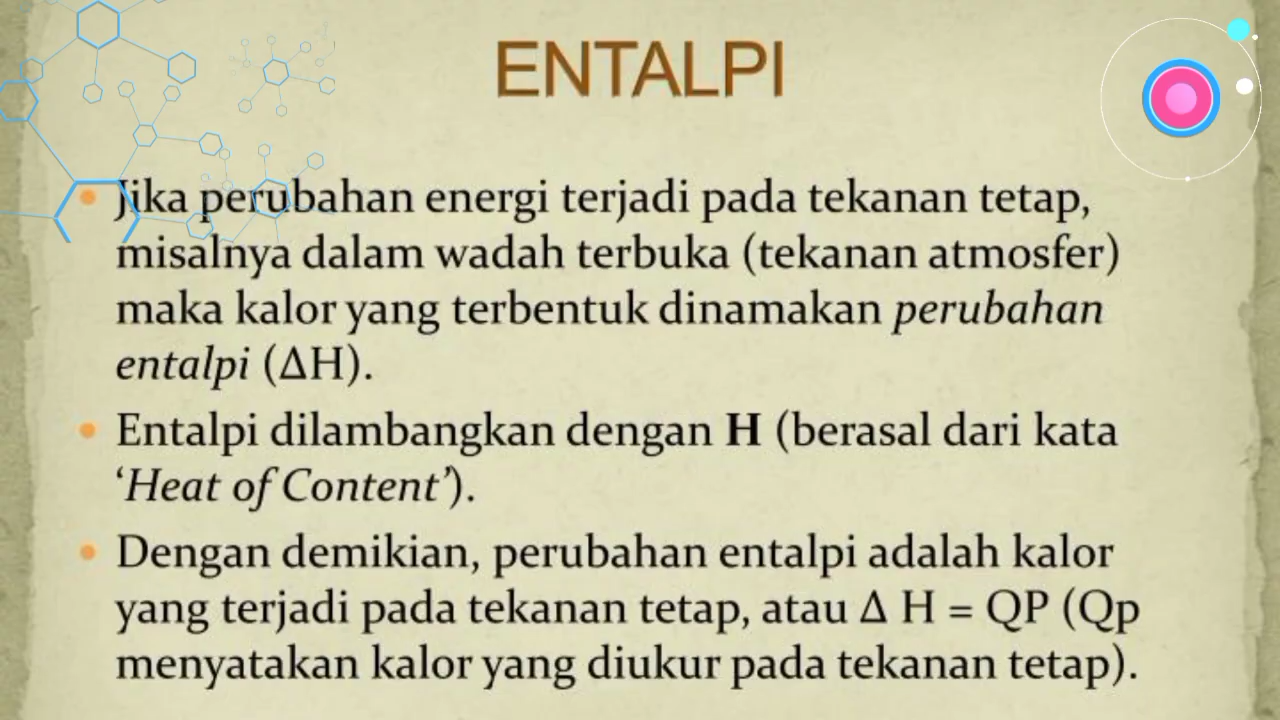 ENTALPI
• Jika perubahan energi terjadi pada tekanan tetap,
misalnya dalam wadah terbuka (tekanan atmosfer)
maka kalor yang terbentuk dinamakan perubahan
entalpi (ΔH).
• Entalpi dilambangkan dengan H (berasal dari kata
‘Heat of Content’).
• Dengan demikian, perubahan entalpi adalah kalor
yang terjadi pada tekanan tetap, atau Δ H = QP (Qp
menyatakan kalor yang diukur pada tekanan tetap).